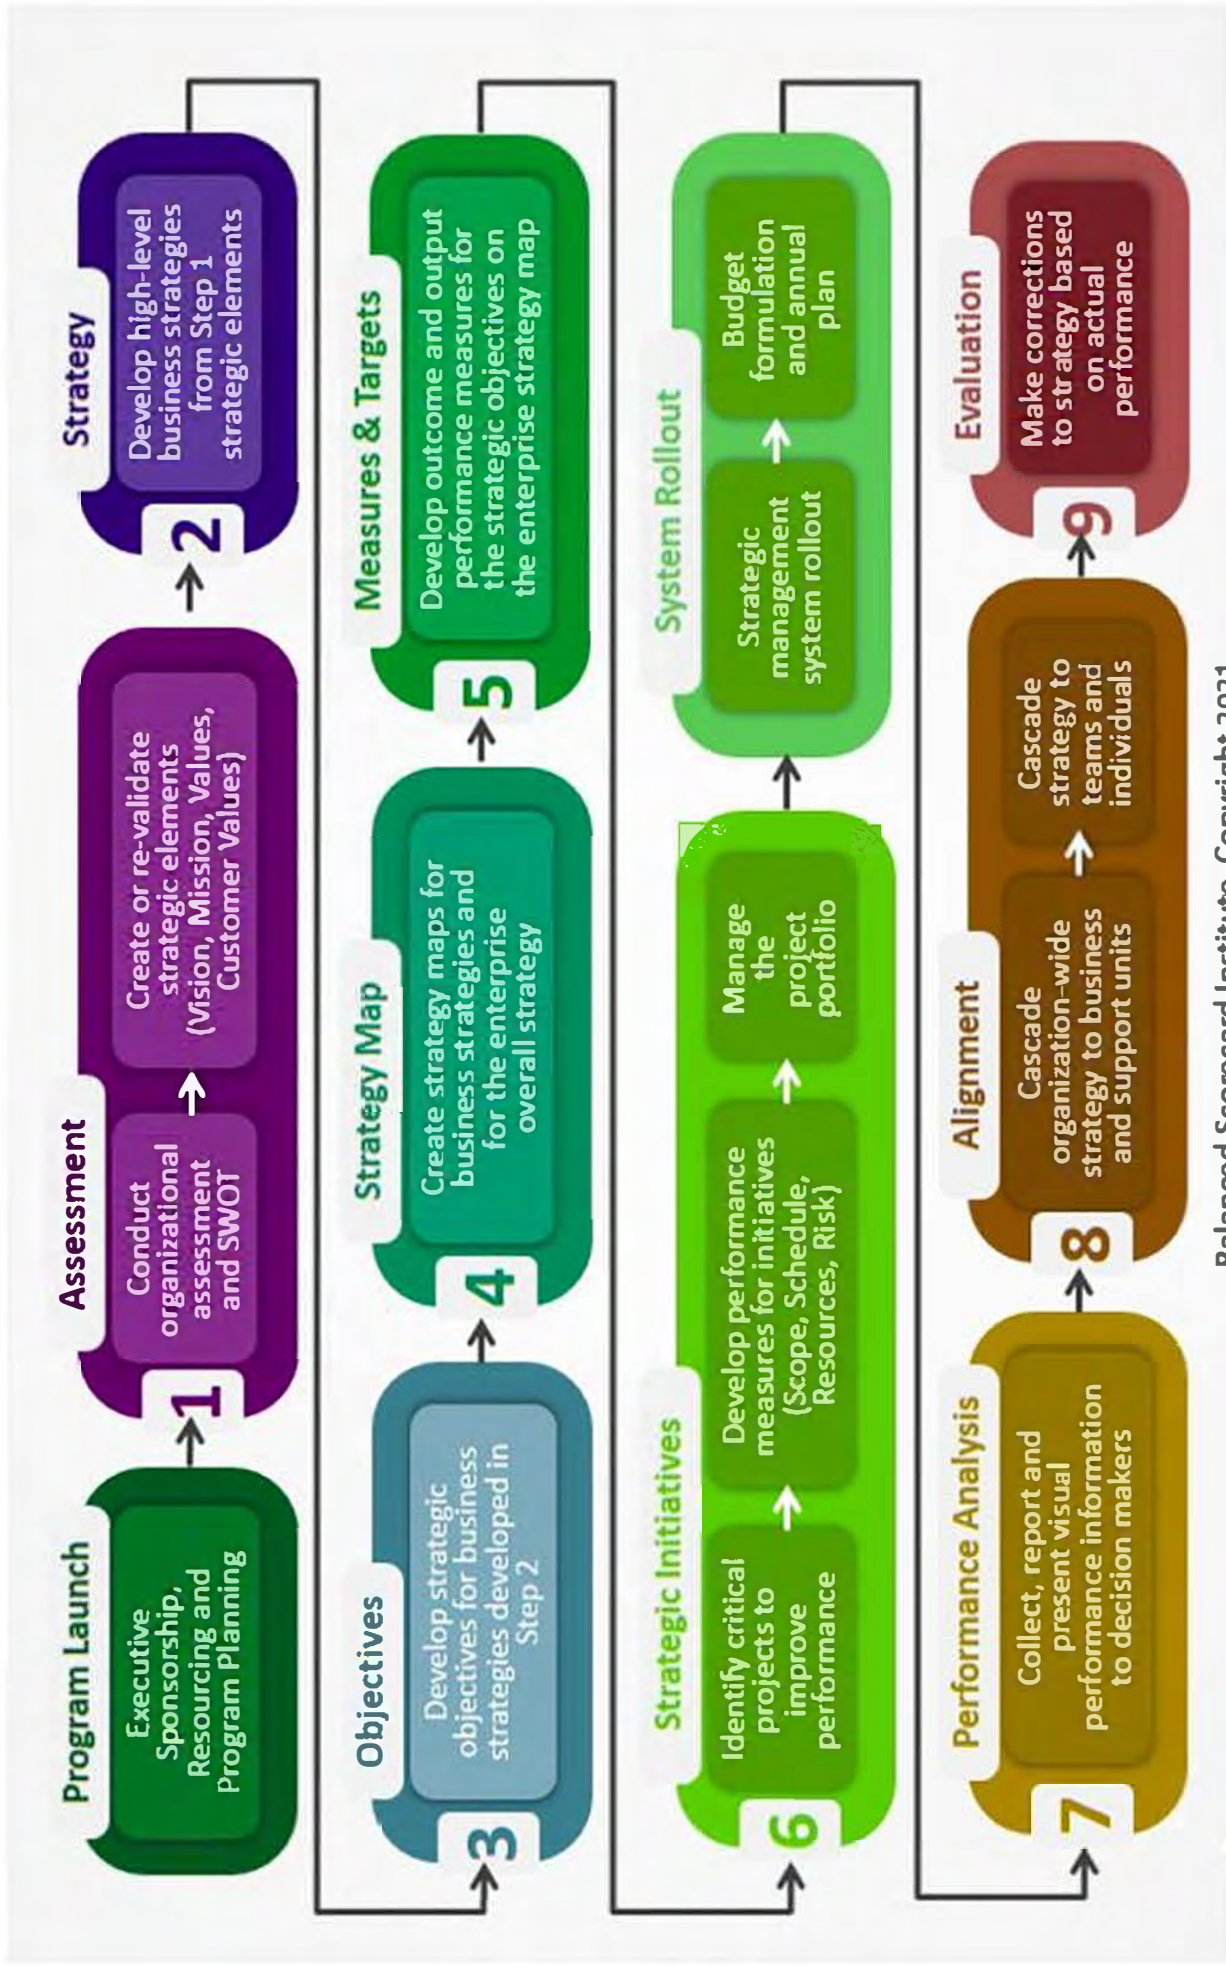 Program Launch
Executive
Sponsorship,
Resourcing and
Program Planning
Assessment
1
Conduct
organizational
assessment
and SWOT
Create or re-validate
strategic elements
(Vision, Mission, Values,
Customer Values)
Strategy
2
Develop high-level
business strategies
from Step 1
strategic elements
Objectives
3
Develop strategic
objectives for business
strategies developed in
Step 2
Strategy Map
4
Create strategy maps for
business strategies and
for the enterprise
overall strategy
Measures & Targets
5
Develop outcome and output
performance measures for
the strategic objectives on
the enterprise strategy map
Strategic Initiatives
6
Identify critical
projects to
improve
performance
Develop performance
measures for initiatives
(Scope, Schedule,
Resources, Risk)
Manage
the
project
portfolio
System Rollout
Strategic
management
system rollout
Budget
formulation
and annual
plan
Performance Analysis
7
Collect, report and
present visual
performance information
to decision makers
Alignment
8
Cascade
organization-wide
strategy to business
and support units
Cascade
strategy to
teams and
individuals
Evaluation
9
Make corrections
to strategy based
on actual
performance
Balanced Scorecard Institute, Copyright 2021